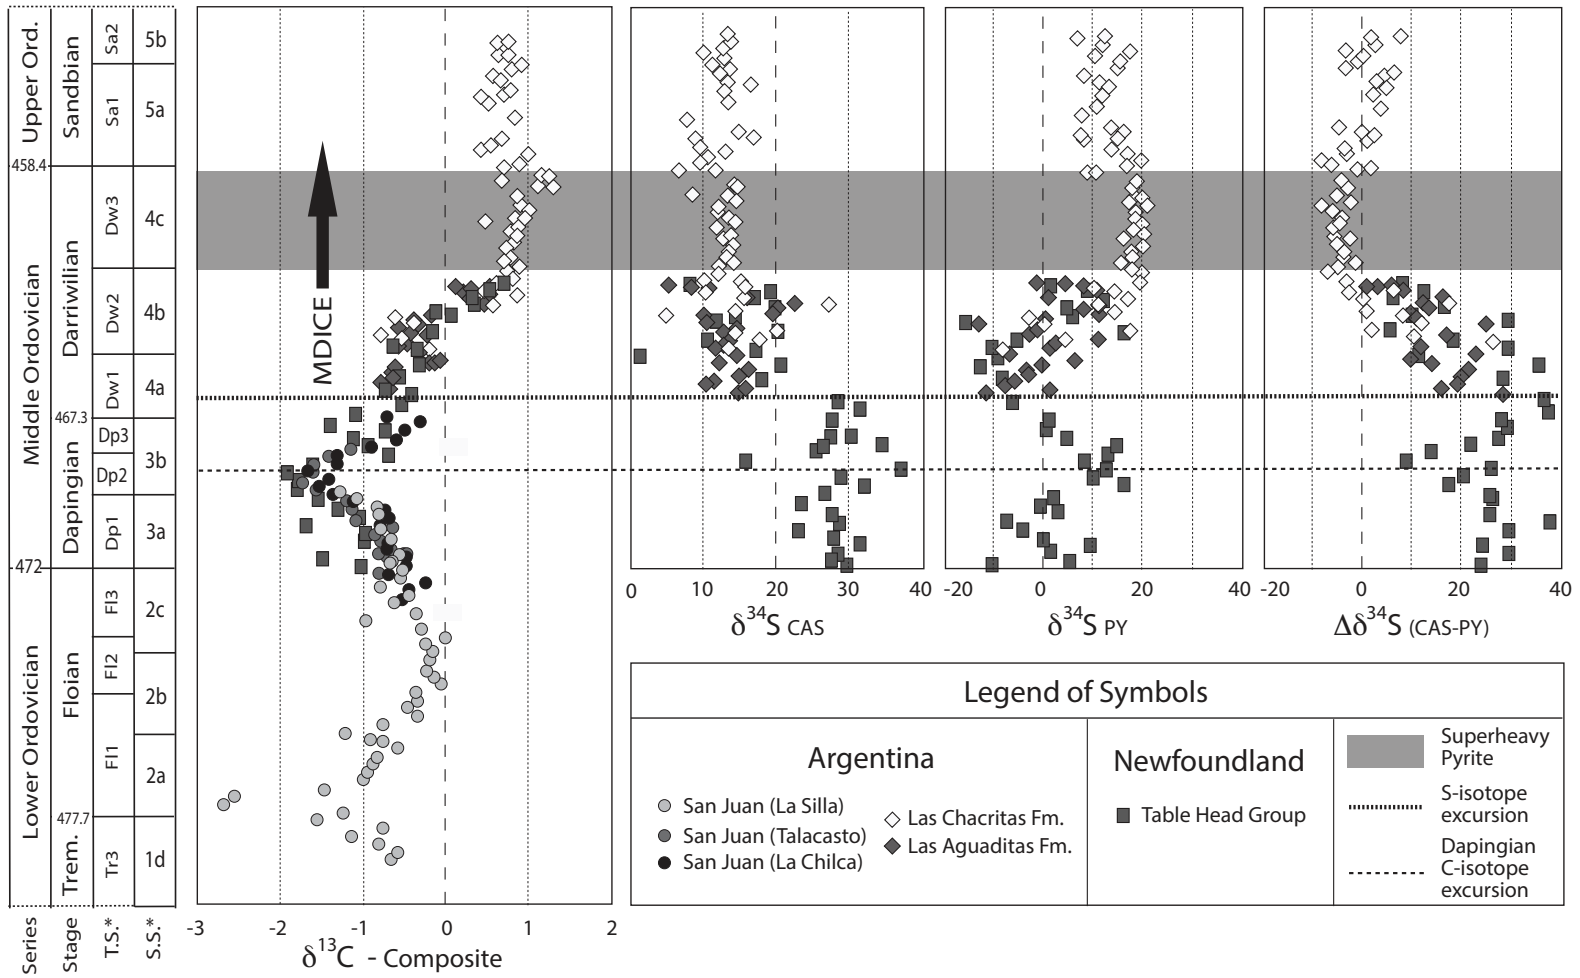 Upper Ord.
Middle Ordovician
Lower Ordovician
Series
458.4
467.3
472
477.7
Sandbian
Darriwilian
Dapingian
Floian
Trem.
Stage
Sa2
Sa1
Dw3
Dw2
Dw1
Dp3
Dp2
Dp1
Fl3
Fl2
Fl1
Tr3
T.S.*
5b
5a
4c
4b
4a
3b
3a
2c
2b
2a
1d
S.S.*
MDICE
-3 -2 -1 0 1 2
δ13C - Composite
0 10 20 30 40
δ34S CAS
-20 0 20 40
δ34S PY
-20 0 20 40
Δδ34S (CAS-PY)
Legend of Symbols
Argentina
San Juan (La Silla)
San Juan (Talacasto)
San Juan (La Chilca)
Las Chacritas Fm.
Las Aguaditas Fm.
Newfoundland
Table Head Group
Superheavy
Pyrite
S-isotope
excursion
Dapingian
C-isotope
excursion